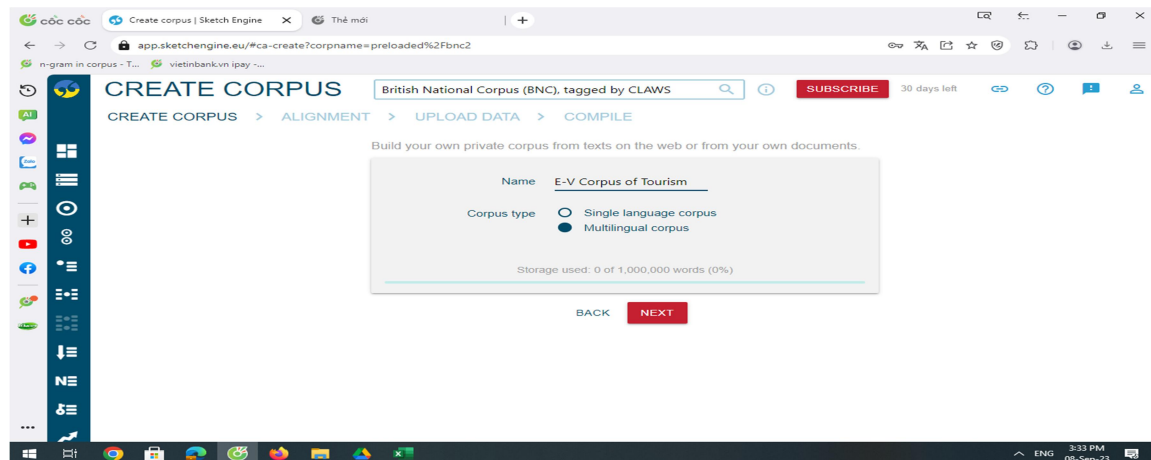 cốc cốc
Create corpus | Sketch Engine
Thẻ mới
app.sketchengine.eu/#ca-create?corpname=preloaded%2Fbnc2
n-gram in corpus - T...
vietinbank.vn ipay -...
CREATE CORPUS
British National Corpus (BNC), tagged by CLAWS
SUBSCRIBE
30 days left
CREATE CORPUS > ALIGNMENT > UPLOAD DATA > COMPILE
Build your own private corpus from texts on the web or from your own documents.
Name E-V Corpus of Tourism
Corpus type Single language corpus
Multilingual corpus
Storage used: 0 of 1,000,000 words (0%)
BACK NEXT
AI
Zalo
N
ENG
3:33 PM
08-Sep-23